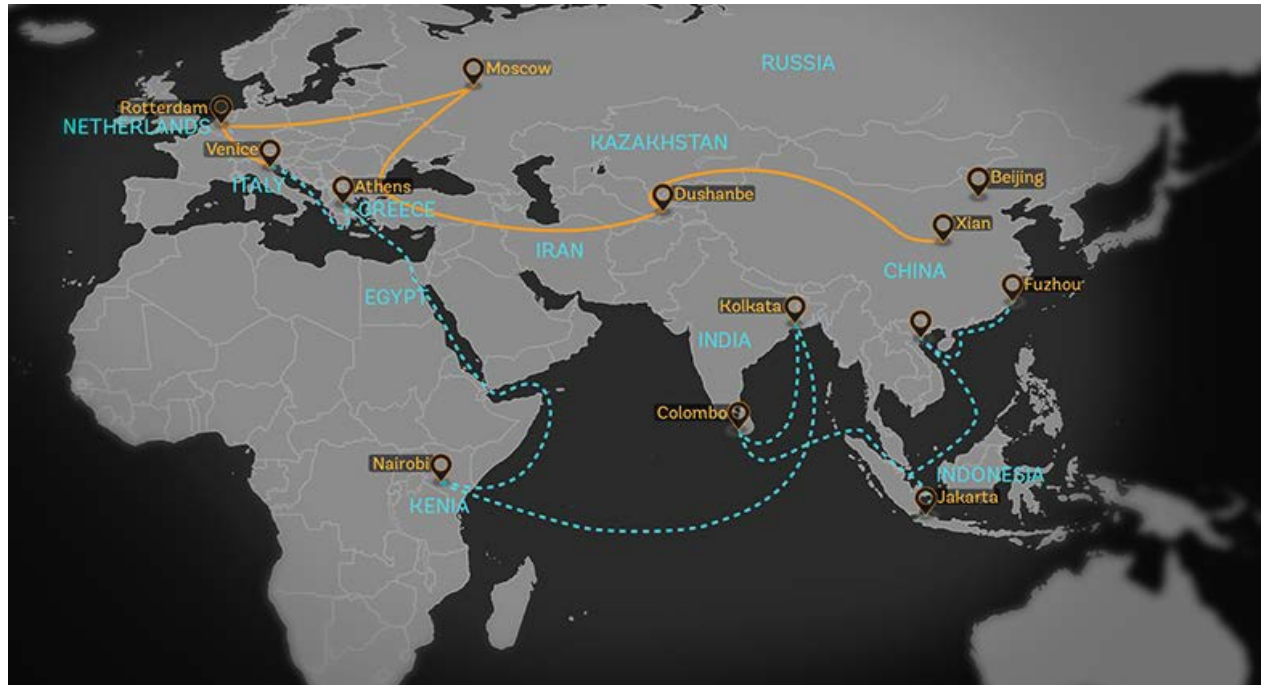 Moscow
RUSSIA
Rotterdam
NETHERLANDS
KAZAKHSTAN
Venice
ITALY
Athens
GREECE
Dushanbe
Beijing
Xian
IRAN
CHINA
EGYPT
Kolkata
Fuzhou
INDIA
Colombo
Nairobi
KENIA
INDONESIA
Jakarta